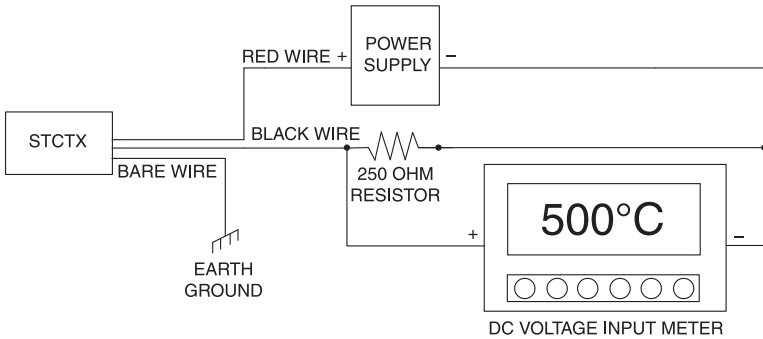 POWER
SUPPLY
RED WIRE +
−
STCTX
BLACK WIRE
BARE WIRE
250 OHM
RESISTOR
500°C
+
−
EARTH
GROUND
DC VOLTAGE INPUT METER